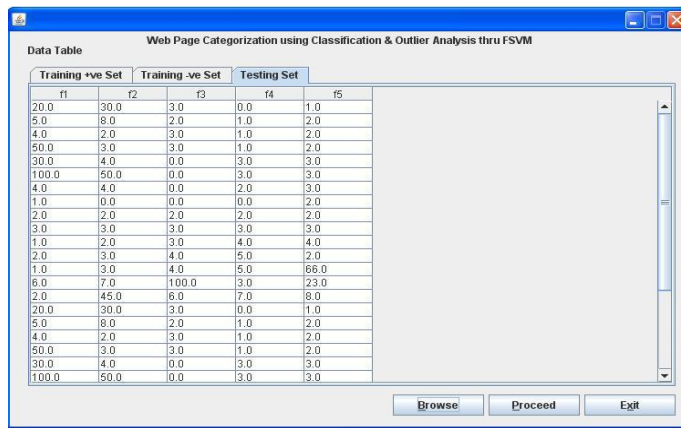 Web Page Categorization using Classification & Outlier Analysis thru FSVM
Data Table
Training +ve Set Training -ve Set Testing Set
f1 f2 f3 f4 f5
20.0 30.0 3.0 0.0 1.0
5.0 8.0 2.0 1.0 2.0
4.0 2.0 3.0 1.0 2.0
50.0 3.0 3.0 1.0 2.0
30.0 4.0 0.0 3.0 3.0
100.0 50.0 0.0 3.0 3.0
4.0 4.0 0.0 2.0 3.0
1.0 0.0 0.0 0.0 2.0
2.0 2.0 2.0 2.0 2.0
3.0 3.0 3.0 3.0 3.0
1.0 2.0 3.0 4.0 4.0
2.0 3.0 4.0 5.0 2.0
1.0 3.0 4.0 5.0 66.0
6.0 7.0 100.0 3.0 23.0
2.0 45.0 6.0 7.0 8.0
20.0 30.0 3.0 0.0 1.0
5.0 8.0 2.0 1.0 2.0
4.0 2.0 3.0 1.0 2.0
50.0 3.0 3.0 1.0 2.0
30.0 4.0 0.0 3.0 3.0
100.0 50.0 0.0 3.0 3.0
Browse Proceed Exit